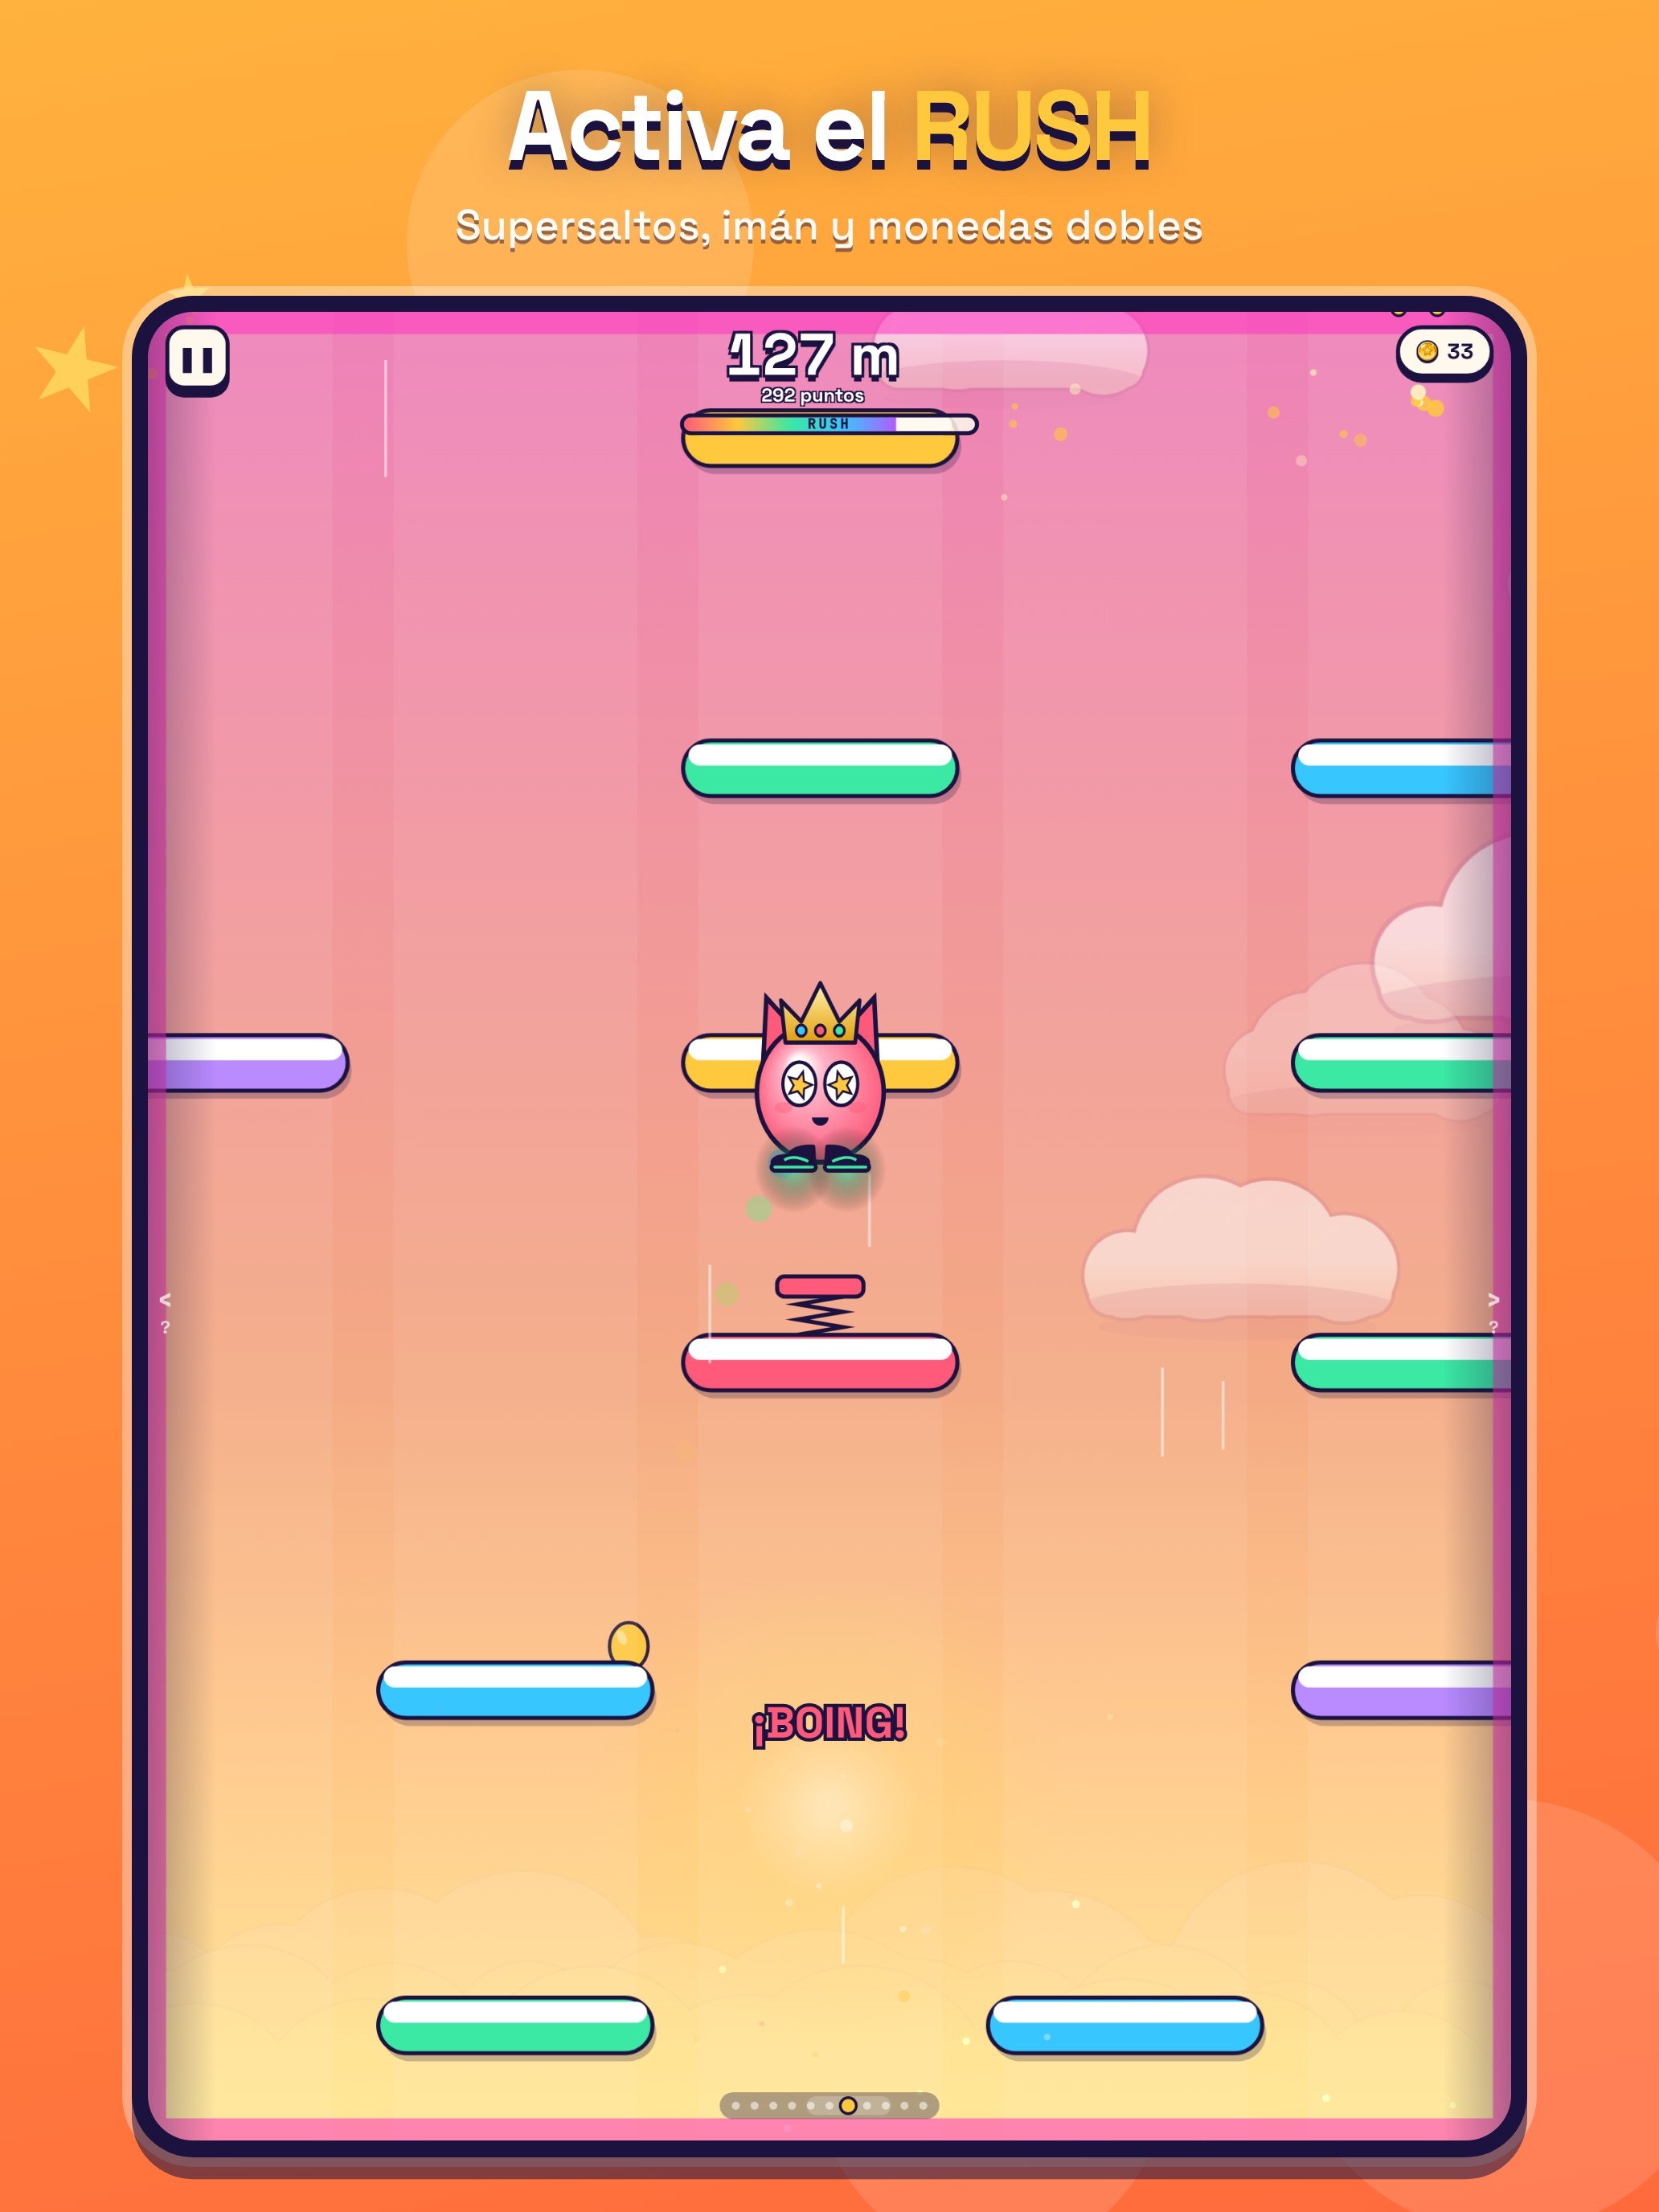 Activa el RUSH
Supersaltos, imán y monedas dobles
127 m
33
292 puntos
RUSH
< >
? ?
¡BOING!